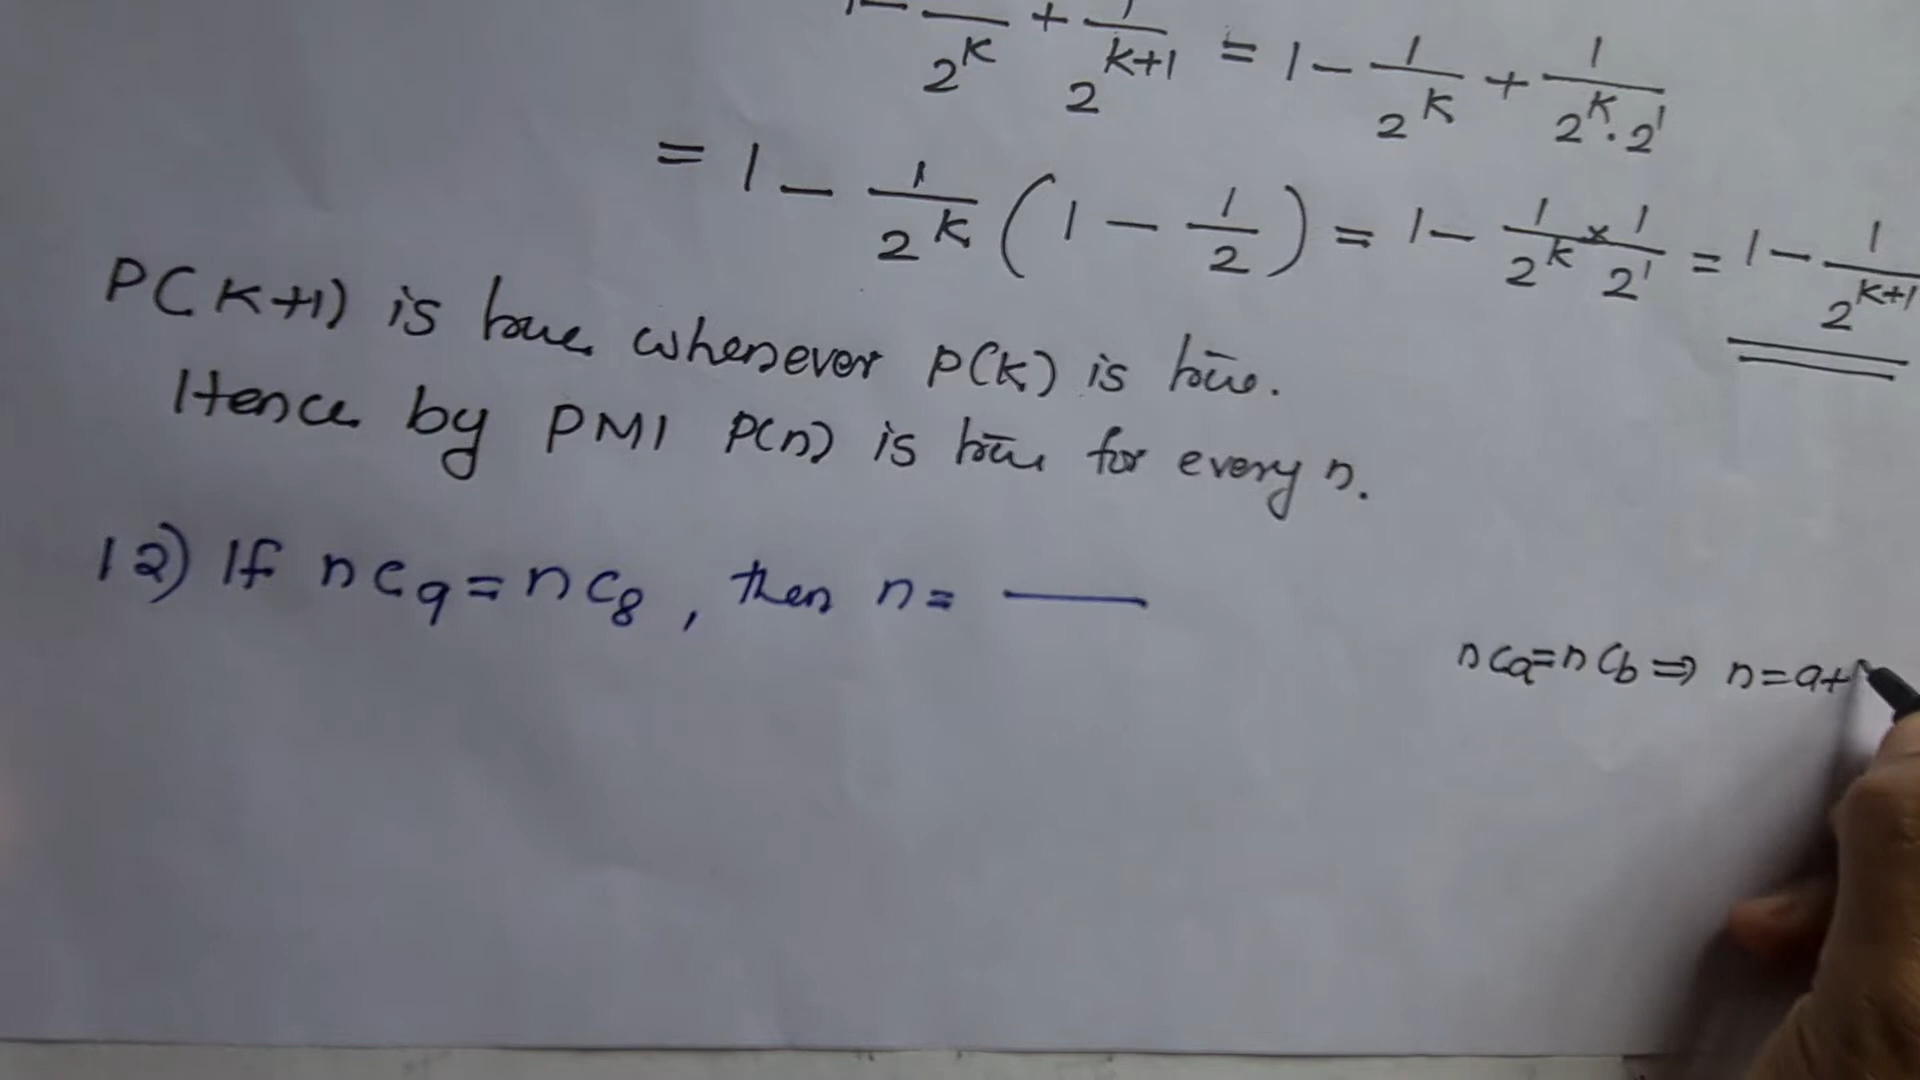 1 - 1/2^k + 1/2^(k+1) = 1 - 1/2^k + 1/(2^k · 2^1)
= 1 - 1/2^k (1 - 1/2) = 1 - 1/2^k × 1/2^1 = 1 - 1/2^(k+1)
P(k+1) is true whenever P(k) is true.
Hence by PMI P(n) is true for every n.
12) If nC9 = nC8, then n = ——
nCa = nCb ⇒ n = a+